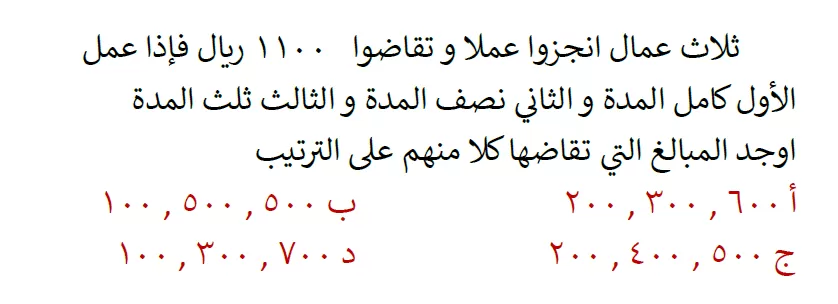 ثلاث عمال انجزوا عملا و تقاضوا ١١٠٠ ريال فإذا عمل
الأول كامل المدة و الثاني نصف المدة و الثالث ثلث المدة
اوجد المبالغ التي تقاضها كلا منهم على الترتيب
أ ٦٠٠ , ٣٠٠ , ٢٠٠ ب ٥٠٠ , ٥٠٠ , ١٠٠
ج ٥٠٠ , ٤٠٠ , ٢٠٠ د ٧٠٠ , ٣٠٠ , ١٠٠